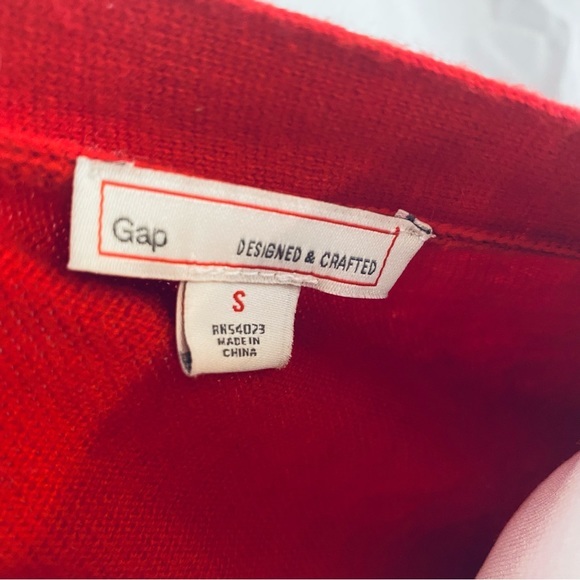 Gap DESIGNED & CRAFTED
S
RN54023
MADE IN
CHINA